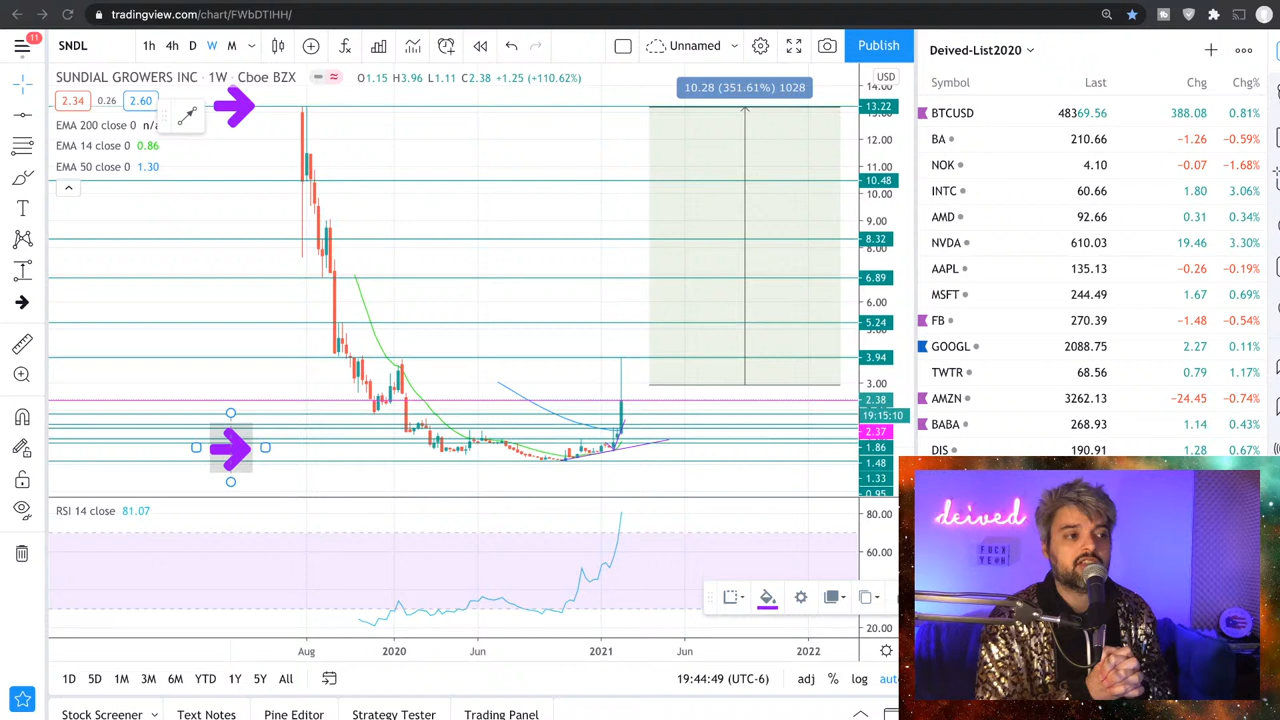 tradingview.com/chart/FWbDTIHH/
11
SNDL
1h 4h D W M
Unnamed
Publish
SUNDIAL GROWERS INC · 1W · Cboe BZX
O1.15 H3.96 L1.11 C2.38 +1.25 (+110.62%)
2.34 0.26 2.60
EMA 200 close 0 n/a
EMA 14 close 0 0.86
EMA 50 close 0 1.30
10.28 (351.61%) 1028
USD
14.00
13.22
12.00
11.00
10.48
10.00
9.00
8.32
8.00
6.89
6.00
5.24
3.94
3.00
2.38
19:15:10
2.37
1.86
1.48
1.33
0.95
RSI 14 close 81.07
80.00
60.00
20.00
Aug 2020 Jun 2021 Jun 2022
1D 5D 1M 3M 6M YTD 1Y 5Y All
19:44:49 (UTC-6) adj % log
Stock Screener Text Notes Pine Editor Strategy Tester Trading Panel
Deived-List2020
Symbol Last Chg Chg%
BTCUSD 48369.56 388.08 0.81%
BA 210.66 −1.26 −0.59%
NOK 4.10 −0.07 −1.68%
INTC 60.66 1.80 3.06%
AMD 92.66 0.31 0.34%
NVDA 610.03 19.46 3.30%
AAPL 135.13 −0.26 −0.19%
MSFT 244.49 1.67 0.69%
FB 270.39 −1.48 −0.54%
GOOGL 2088.75 2.27 0.11%
TWTR 68.56 0.79 1.17%
AMZN 3262.13 −24.45 −0.74%
BABA 268.93 1.14 0.43%
DIS 190.91 1.28 0.67%
deived
FUCK
YEAH